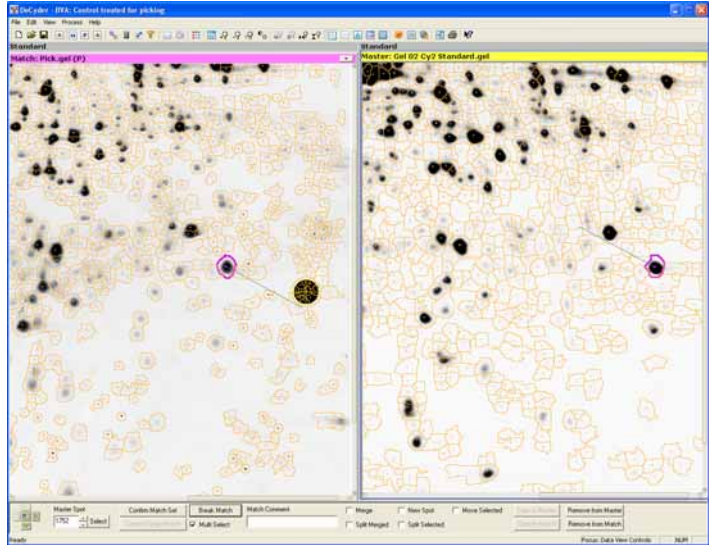 DeCyder - DVA: Control treated for picking
File Edit View Process Help
Standard
Standard
Match: Pick.gel (P)
Master: Gel 02 Cy2 Standard.gel
Master Spot
1752
Select
Confirm Match Set
Break Match
Multi Select
Match Comment
Merge
New Spot
Move Selected
Remove from Master
Split Merged
Split Selected
Remove from Match
Ready
Focus: Data View Controls
NUM